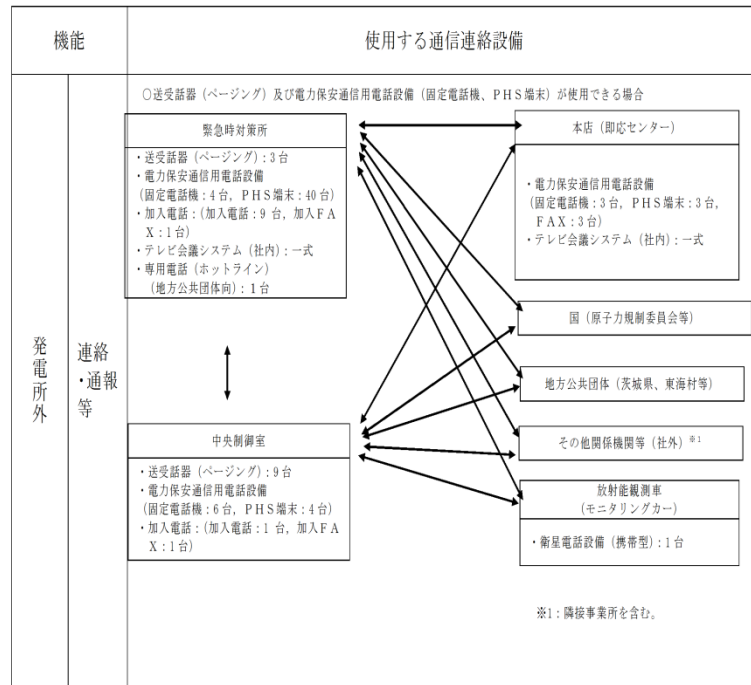 機能
使用する通信連絡設備
発電所外
連絡
・通報
等
○送受話器（ページング）及び電力保安通信用電話設備（固定電話機、ＰＨＳ端末）が使用できる場合
緊急時対策所
・送受話器（ページング）：3台
・電力保安通信用電話設備
（固定電話機：4台，ＰＨＳ端末：40台）
・加入電話：（加入電話：9台，加入ＦＡ
Ｘ：1台）
・テレビ会議システム（社内）：一式
・専用電話（ホットライン）
（地方公共団体向）：1台
中央制御室
・送受話器（ページング）：9台
・電力保安通信用電話設備
（固定電話機：6台，ＰＨＳ端末：4台）
・加入電話：（加入電話：1台，加入ＦＡ
Ｘ：1台）
本店（即応センター）
・電力保安通信用電話設備
（固定電話機：3台，ＰＨＳ端末：3台，
ＦＡＸ：3台）
・テレビ会議システム（社内）：一式
国（原子力規制委員会等）
地方公共団体（茨城県、東海村等）
その他関係機関等（社外）※1
放射能観測車
（モニタリングカー）
・衛星電話設備（携帯型）：1台
※1：隣接事業所を含む。